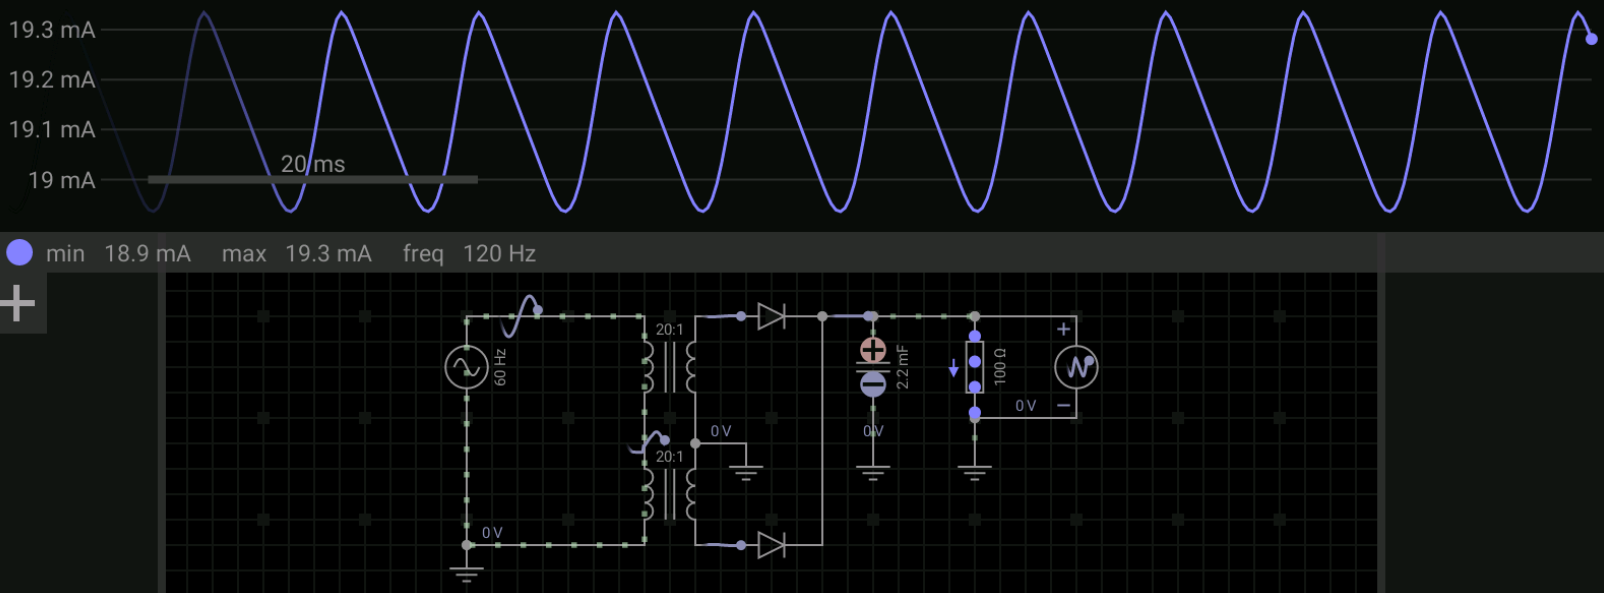 19.3 mA
19.2 mA
19.1 mA
19 mA
20 ms
min 18.9 mA max 19.3 mA freq 120 Hz
+
60 Hz
20:1
2.2 mF
100 Ω
+
−
0 V
0 V
0 V
20:1
0 V